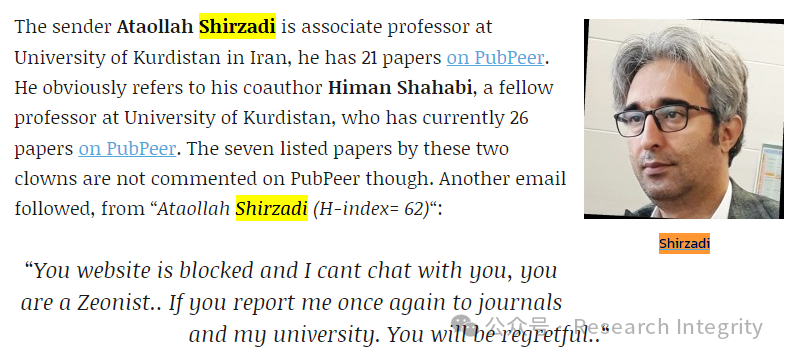 The sender Ataollah Shirzadi is associate professor at
University of Kurdistan in Iran, he has 21 papers on PubPeer.
He obviously refers to his coauthor Himan Shahabi, a fellow
professor at University of Kurdistan, who has currently 26
papers on PubPeer. The seven listed papers by these two
clowns are not commented on PubPeer though. Another email
followed, from “Ataollah Shirzadi (H-index= 62)“:
Shirzadi
“You website is blocked and I cant chat with you, you
are a Zeonist.. If you report me once again to journals
and my university. You will be regretful..“
公众号 · Research Integrity